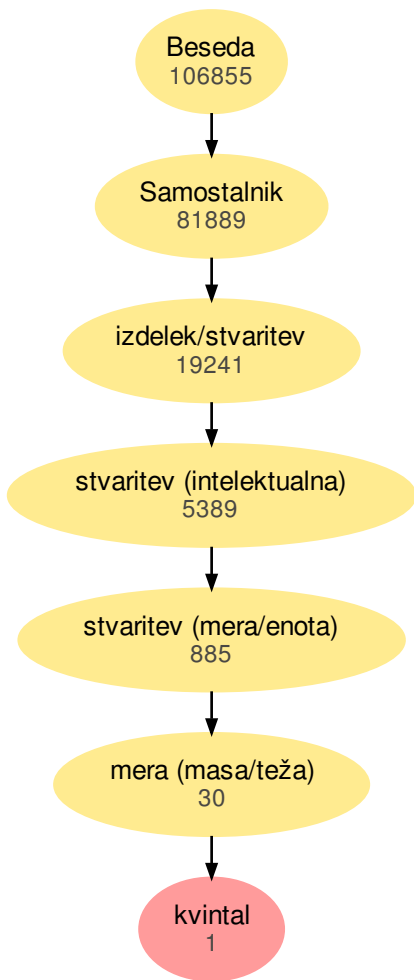 Beseda
106855
Samostalnik
81889
izdelek/stvaritev
19241
stvaritev (intelektualna)
5389
stvaritev (mera/enota)
885
mera (masa/teža)
30
kvintal
1